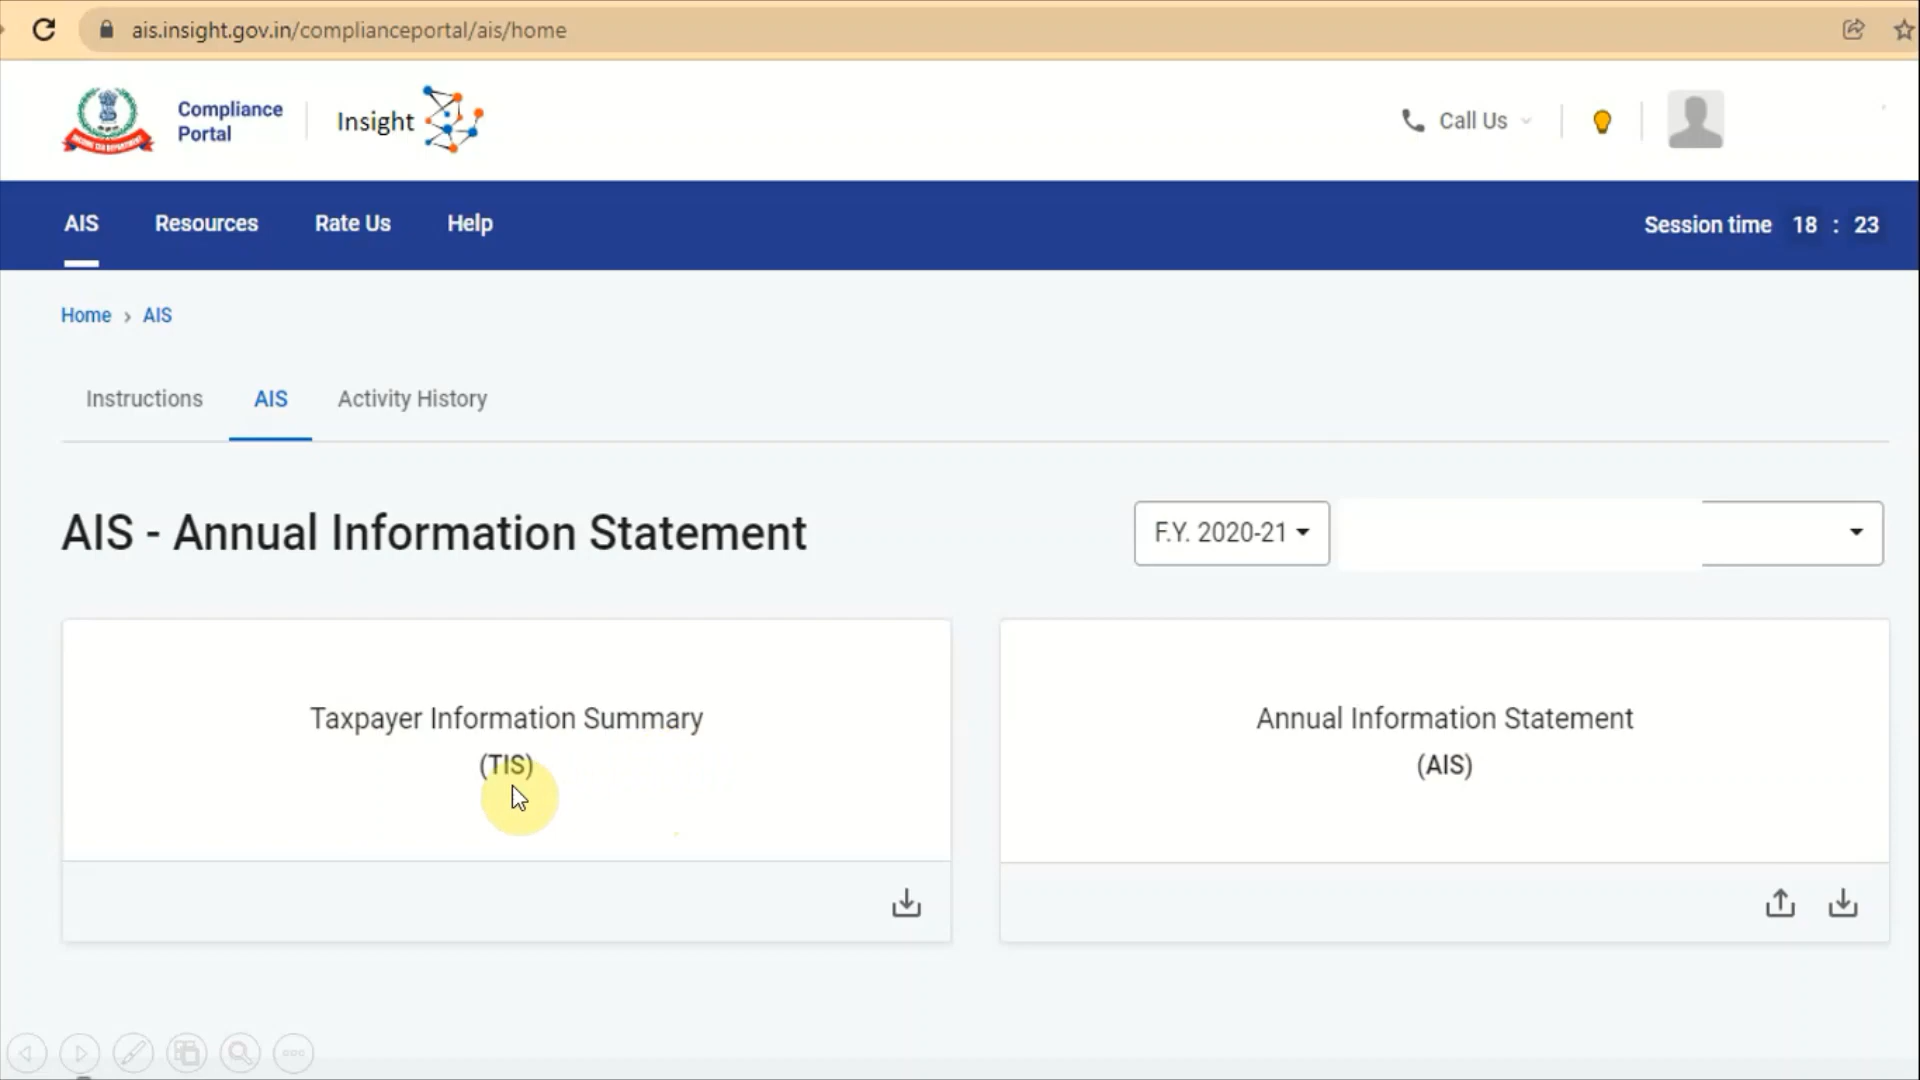 ais.insight.gov.in/complianceportal/ais/home
Compliance
Portal
Insight
Call Us
AIS Resources Rate Us Help
Session time 18 : 23
Home > AIS
Instructions AIS Activity History
AIS - Annual Information Statement
F.Y. 2020-21
Taxpayer Information Summary
(TIS)
Annual Information Statement
(AIS)